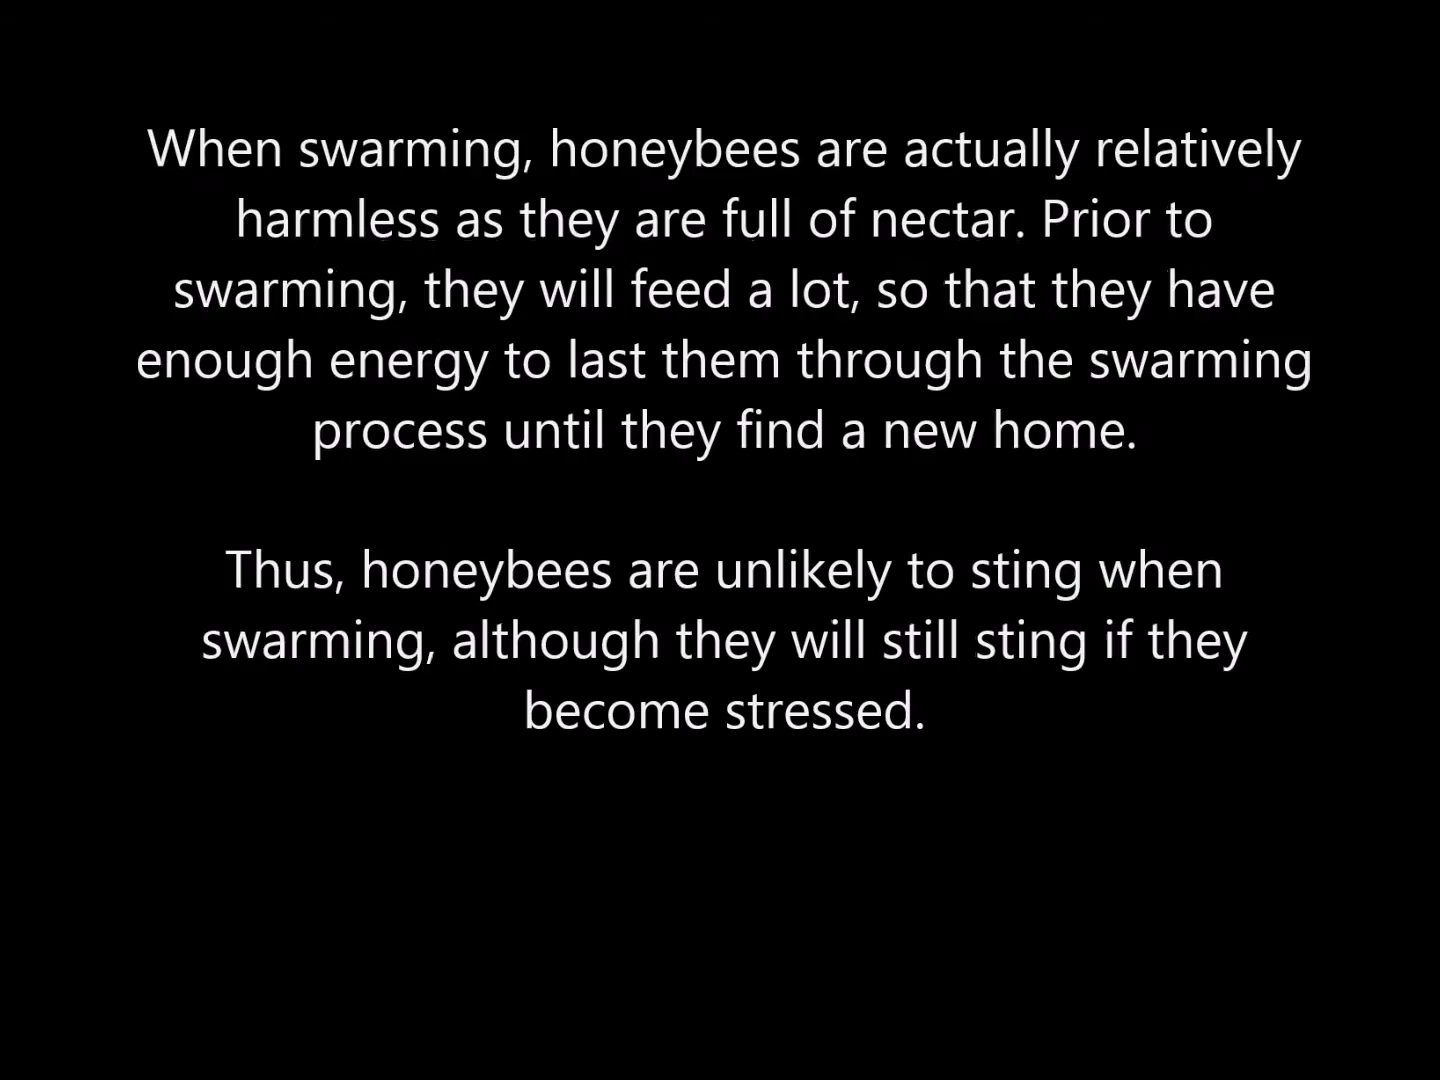 When swarming, honeybees are actually relatively
harmless as they are full of nectar. Prior to
swarming, they will feed a lot, so that they have
enough energy to last them through the swarming
process until they find a new home.
Thus, honeybees are unlikely to sting when
swarming, although they will still sting if they
become stressed.